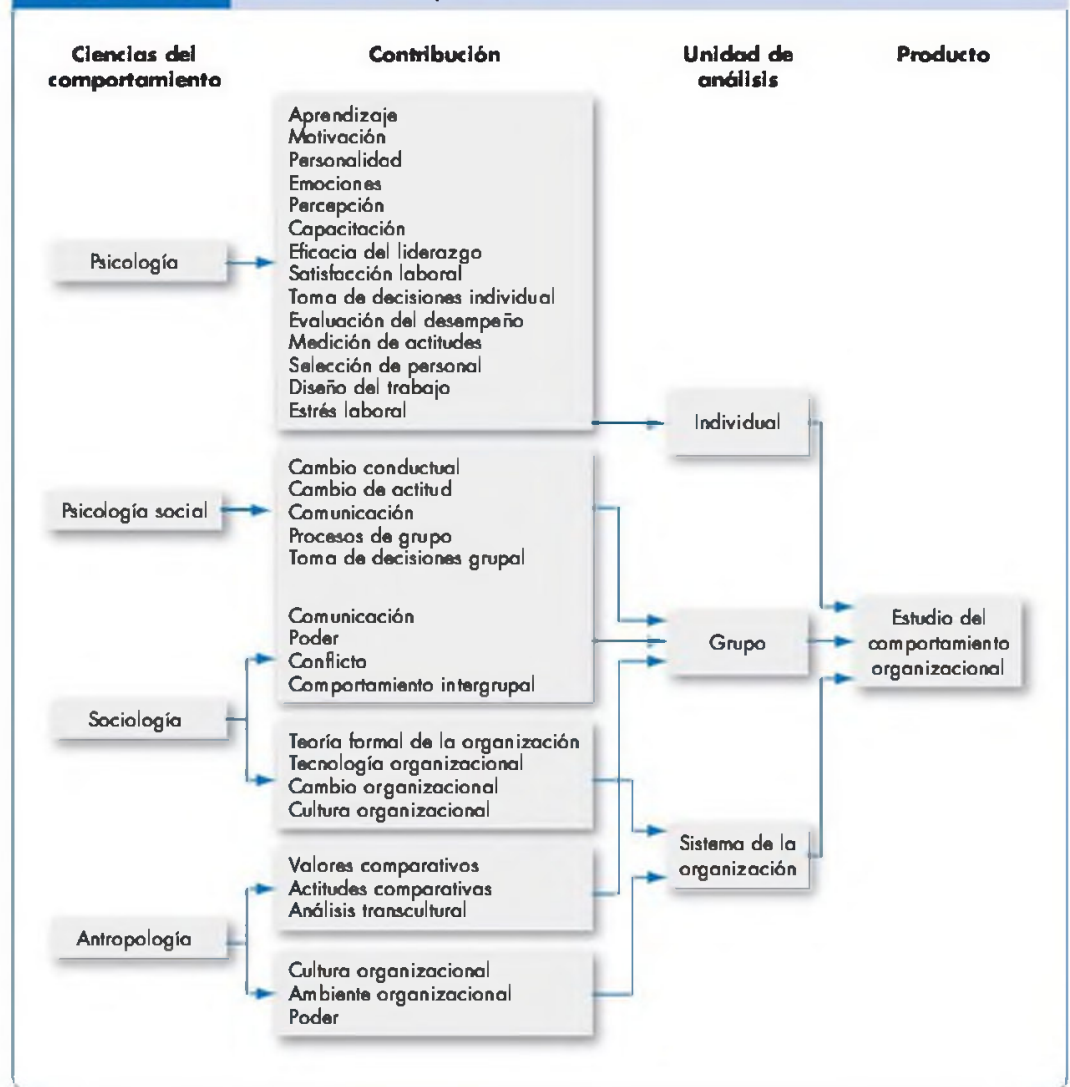 Ciencias del
comportamiento
Contribución
Unidad de
análisis
Producto
Psicología
Aprendizaje
Motivación
Personalidad
Emociones
Percepción
Capacitación
Eficacia del liderazgo
Satisfacción laboral
Toma de decisiones individual
Evaluación del desempeño
Medición de actitudes
Selección de personal
Diseño del trabajo
Estrés laboral
Individual
Psicología social
Cambio conductual
Cambio de actitud
Comunicación
Procesos de grupo
Toma de decisiones grupal
Comunicación
Poder
Conflicto
Comportamiento intergrupal
Grupo
Estudio del
comportamiento
organizacional
Sociología
Teoría formal de la organización
Tecnología organizacional
Cambio organizacional
Cultura organizacional
Sistema de la
organización
Antropología
Valores comparativos
Actitudes comparativas
Análisis transcultural
Cultura organizacional
Ambiente organizacional
Poder